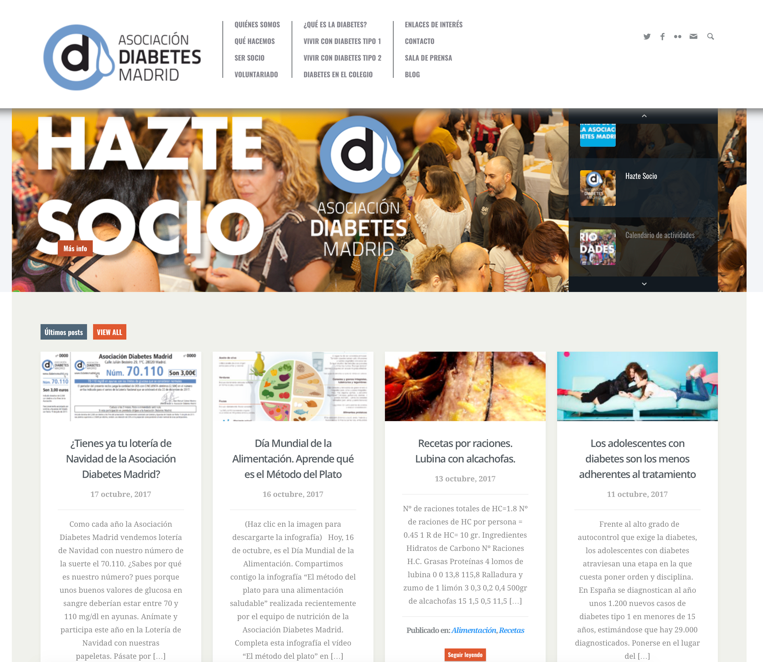 ASOCIACIÓN
DIABETES
MADRID
QUIÉNES SOMOS
QUÉ HACEMOS
SER SOCIO
VOLUNTARIADO
¿QUÉ ES LA DIABETES?
VIVIR CON DIABETES TIPO 1
VIVIR CON DIABETES TIPO 2
DIABETES EN EL COLEGIO
ENLACES DE INTERÉS
CONTACTO
SALA DE PRENSA
BLOG
HAZTE
SOCIO
Más info
ASOCIACIÓN
DIABETES
MADRID
Hazte Socio
Calendario de actividades
Últimos posts
VIEW ALL
Asociación Diabetes Madrid
Núm. 70.110
Son 3,00€
¿Tienes ya tu lotería de
Navidad de la Asociación
Diabetes Madrid?
17 octubre, 2017
Como cada año la Asociación
Diabetes Madrid vendemos lotería
de Navidad con nuestro número de
la suerte el 70.110. ¿Sabes por qué
es nuestro número? pues porque
unos buenos valores de glucosa en
sangre deberían estar entre 70 y
110 mg/dl en ayunas. Anímate y
participa este año en la Lotería de
Navidad con nuestras
papeletas. Pásate por […]
Día Mundial de la
Alimentación. Aprende qué
es el Método del Plato
16 octubre, 2017
(Haz clic en la imagen para
descargarte la infografía) Hoy, 16
de octubre, es el Día Mundial de la
Alimentación. Compartimos
contigo la infografía “El método del
plato para una alimentación
saludable” realizada recientemente
por el equipo de nutrición de la
Asociación Diabetes Madrid.
Completa esta infografía el vídeo
“El método del plato” en […]
Recetas por raciones.
Lubina con alcachofas.
13 octubre, 2017
Nº de raciones totales de HC=1.8 Nº
de raciones de HC por persona =
0.45 1 R de HC= 10 gr. Ingredientes
Hidratos de Carbono Nº Raciones
H.C. Grasas Proteínas 4 lomos de
lubina 0 0 13,8 115,8 Ralladura y
zumo de 1 limón 3 0,3 0,2 0,4 500gr
de alcachofas 15 1,5 0,5 11,5 […]
Publicado en: Alimentación, Recetas
Seguir leyendo
Los adolescentes con
diabetes son los menos
adherentes al tratamiento
11 octubre, 2017
Frente al alto grado de
autocontrol que exige la diabetes,
los adolescentes con diabetes
atraviesan una etapa en la que
cuesta poner orden y disciplina.
En España se diagnostican al año
unos 1.200 nuevos casos de
diabetes tipo 1 en menores de 15
años, estimándose que hay 29.000
diagnosticados. Ponerse en el lugar
del […]